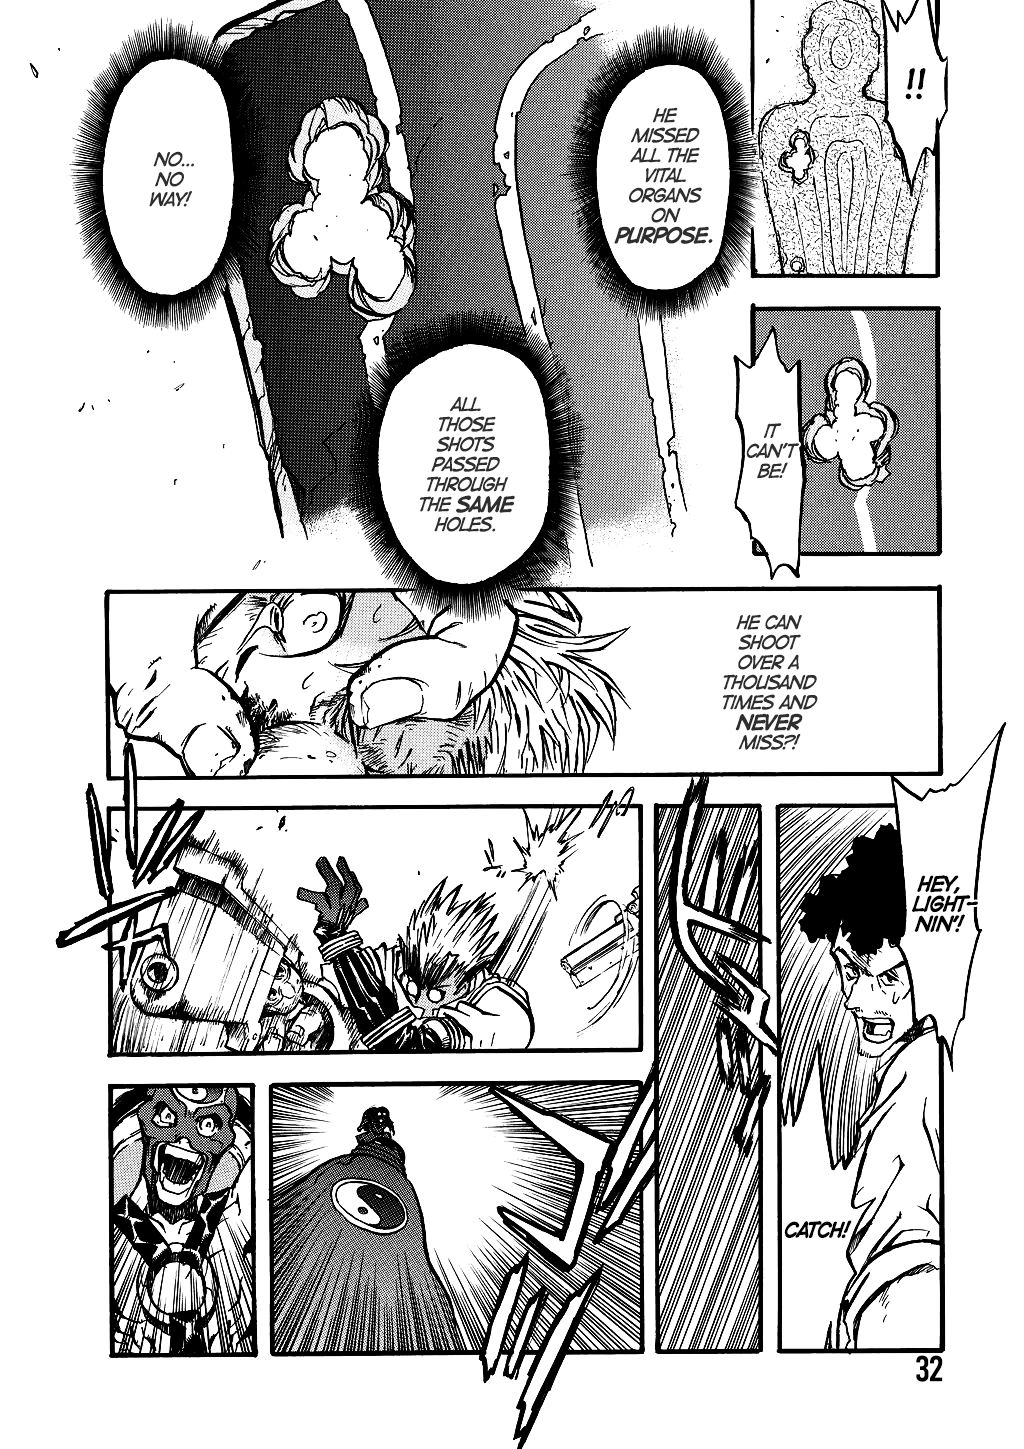 !!
HE
MISSED
ALL THE
VITAL
ORGANS
ON
PURPOSE.
NO...
NO
WAY!
IT
CAN'T
BE!
ALL
THOSE
SHOTS
PASSED
THROUGH
THE SAME
HOLES.
HE CAN
SHOOT
OVER A
THOUSAND
TIMES AND
NEVER
MISS?!
HEY,
LIGHT-
NIN'!
CATCH!
32